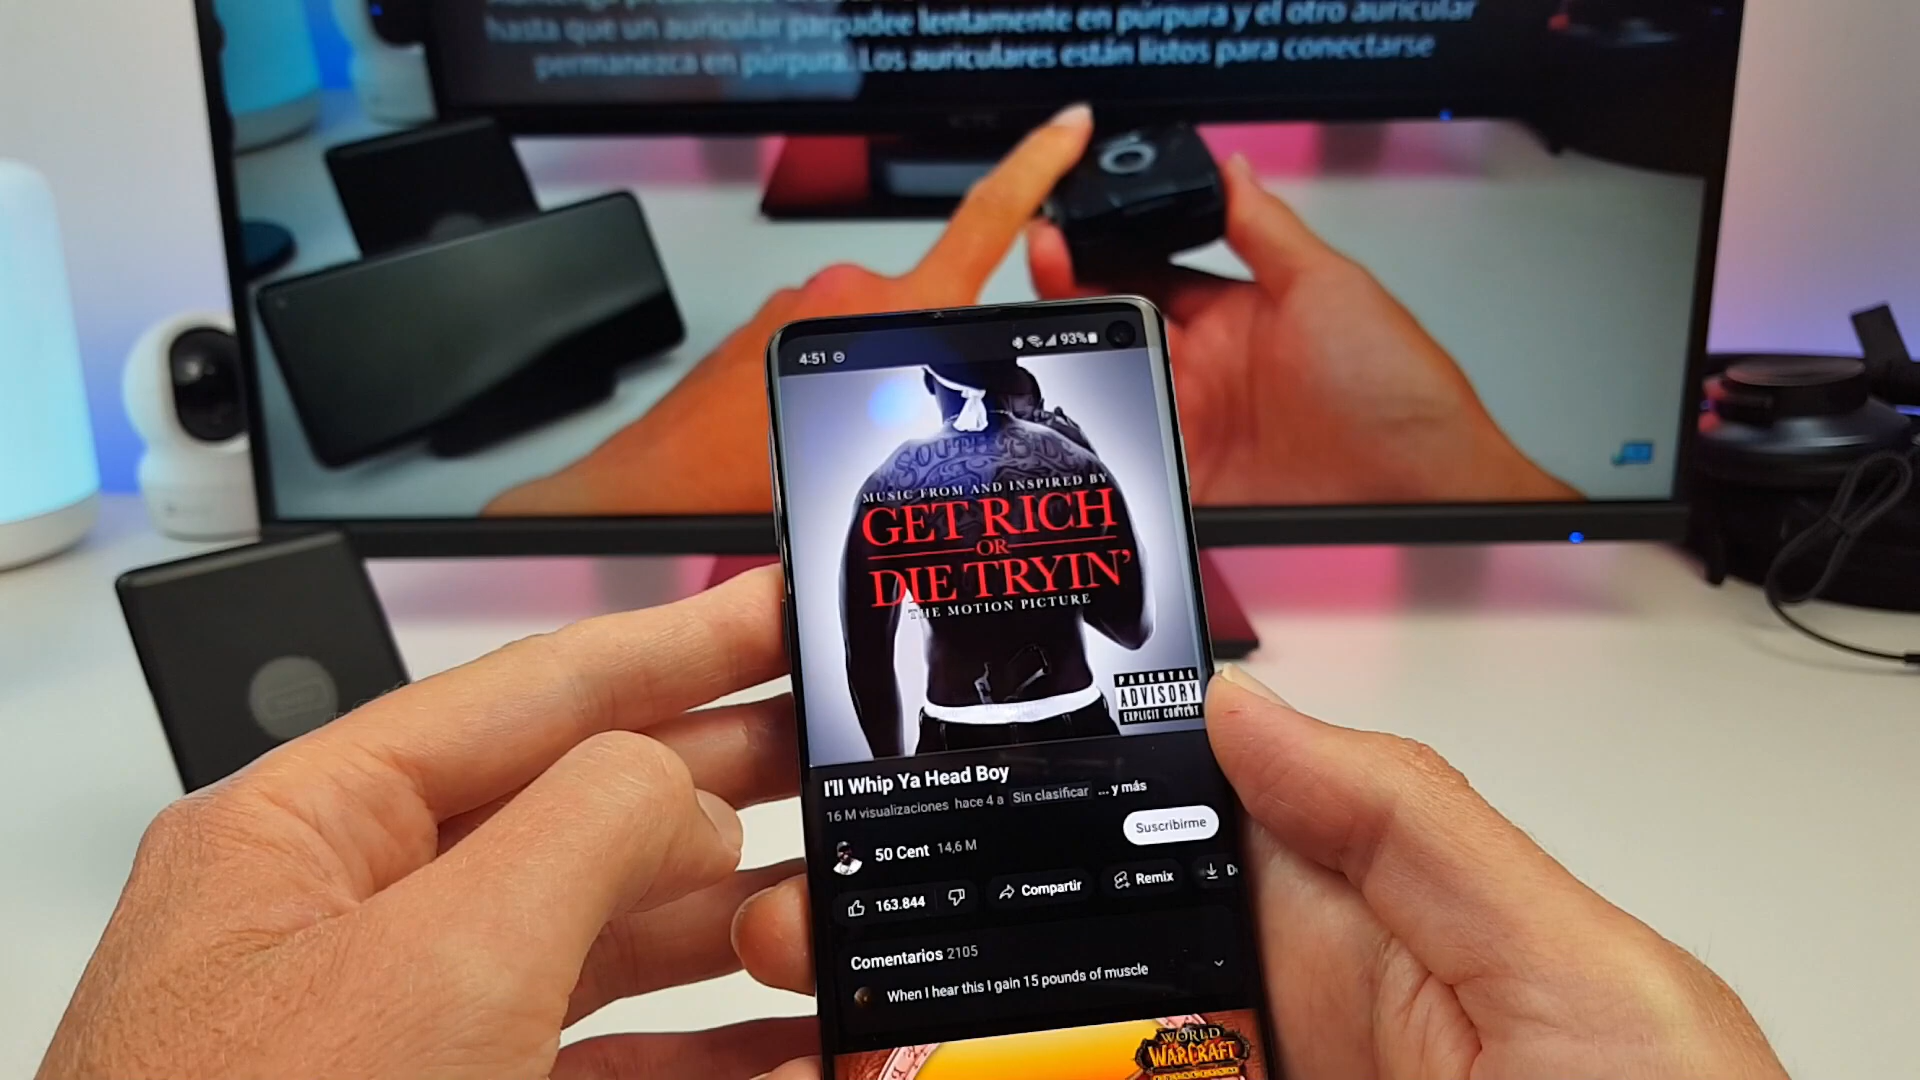 hasta que un auricular parpadee lentamente en púrpura y el otro auricular
permanezca en púrpura. Los auriculares están listos para conectarse
4:51
93%
SOUTH SIDE
MUSIC FROM AND INSPIRED BY
GET RICH
OR
DIE TRYIN'
THE MOTION PICTURE
PARENTAL
ADVISORY
EXPLICIT CONTENT
I'll Whip Ya Head Boy
16 M visualizaciones hace 4 a Sin clasificar ... y más
50 Cent 14,6 M
Suscribirme
163.844 Compartir Remix
Comentarios 2105
When I hear this I gain 15 pounds of muscle
WORLD
WARCRAFT